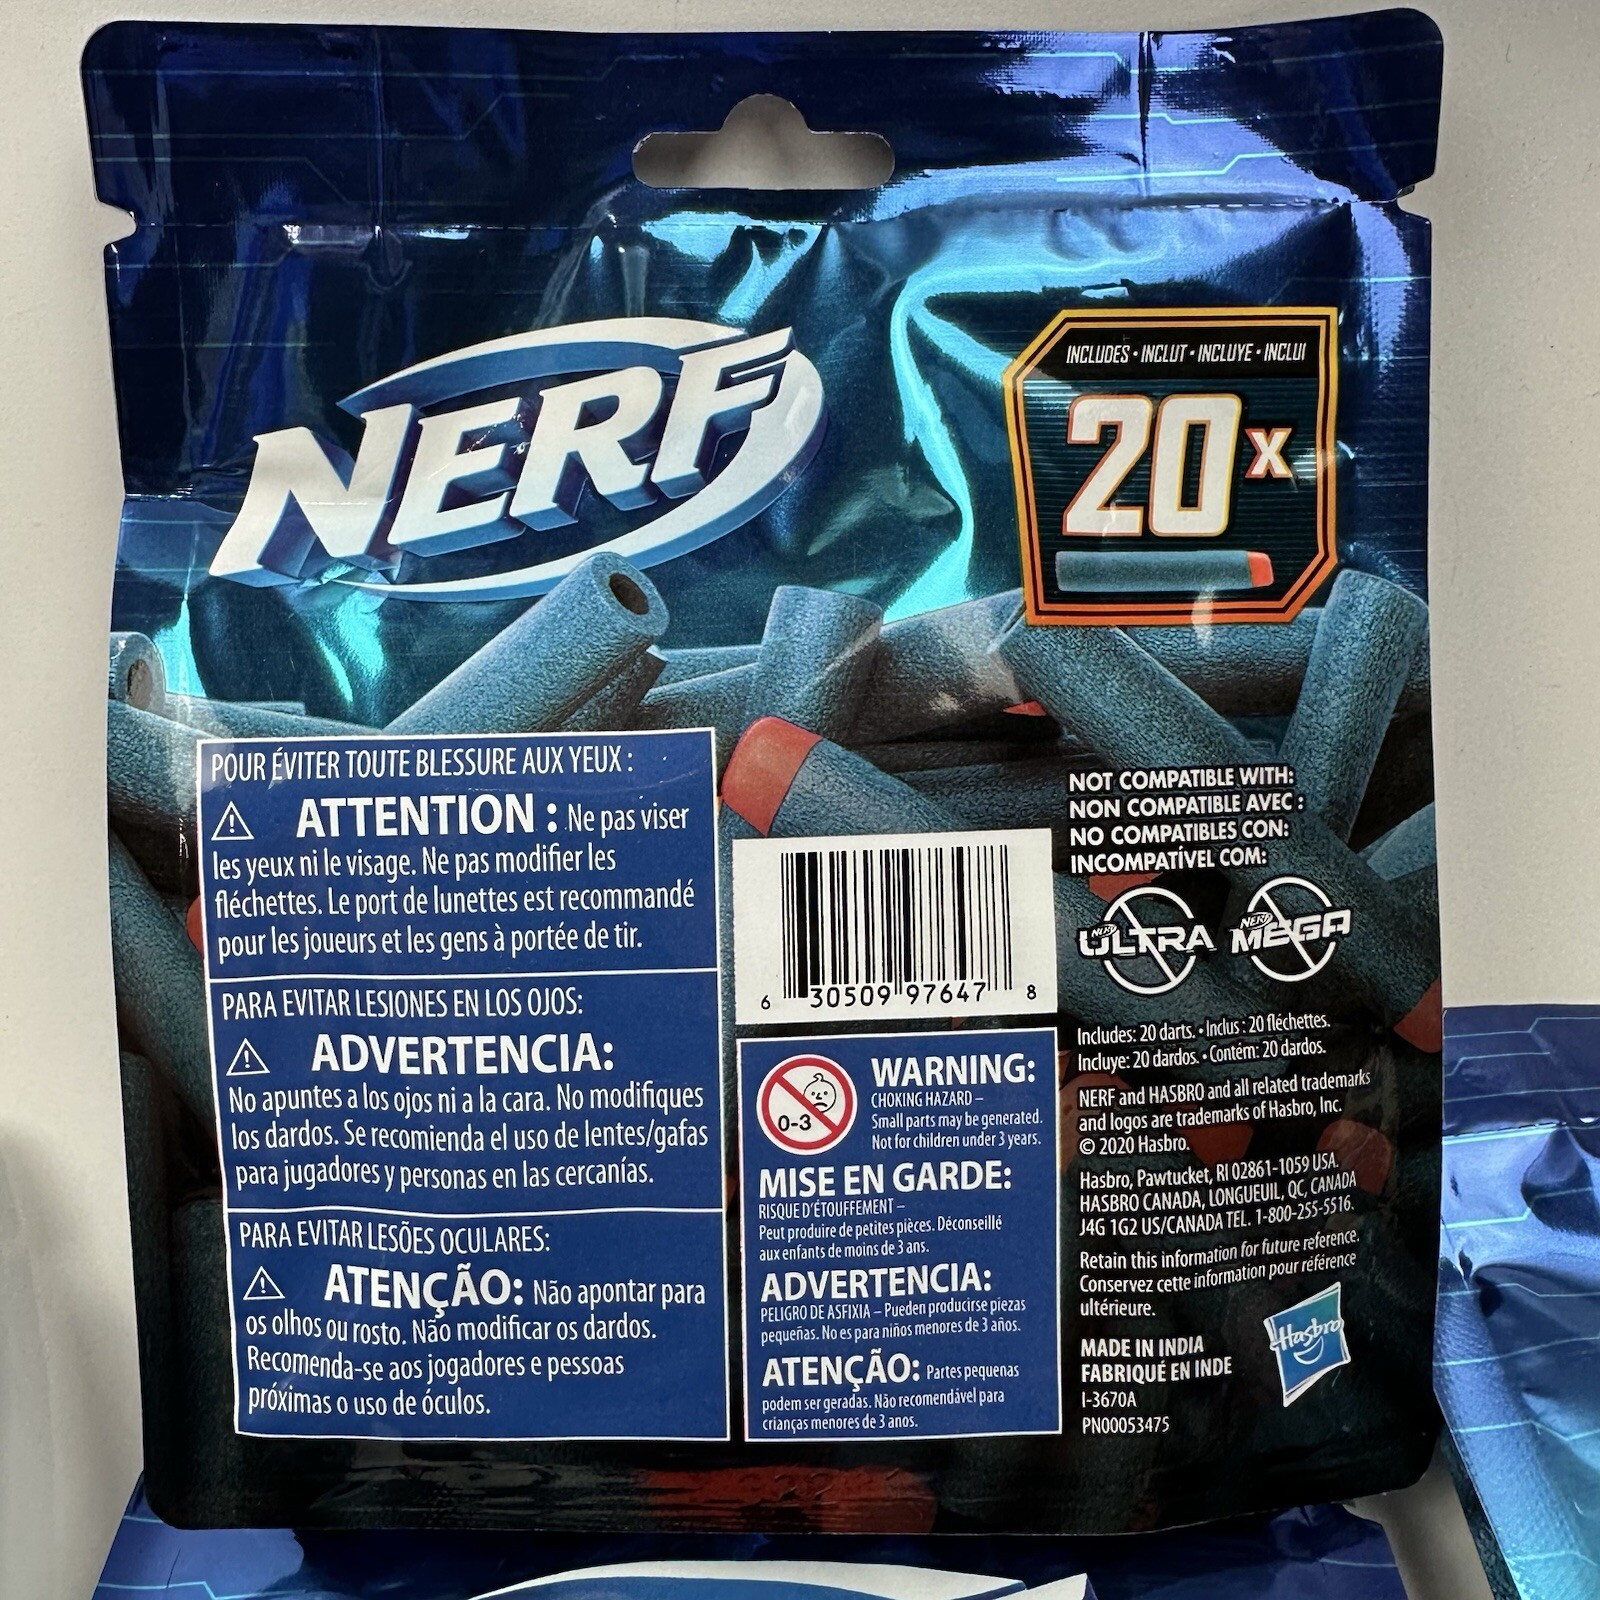 NERF
INCLUDES • INCLUT • INCLUYE • INCLUI
20x
POUR ÉVITER TOUTE BLESSURE AUX YEUX :
ATTENTION : Ne pas viser
les yeux ni le visage. Ne pas modifier les
fléchettes. Le port de lunettes est recommandé
pour les joueurs et les gens à portée de tir.
PARA EVITAR LESIONES EN LOS OJOS:
ADVERTENCIA:
No apuntes a los ojos ni a la cara. No modifiques
los dardos. Se recomienda el uso de lentes/gafas
para jugadores y personas en las cercanías.
PARA EVITAR LESÕES OCULARES:
ATENÇÃO: Não apontar para
os olhos ou rosto. Não modificar os dardos.
Recomenda-se aos jogadores e pessoas
próximas o uso de óculos.
6 30509 97647 8
0-3
WARNING:
CHOKING HAZARD –
Small parts may be generated.
Not for children under 3 years.
MISE EN GARDE:
RISQUE D'ÉTOUFFEMENT –
Peut produire de petites pièces. Déconseillé
aux enfants de moins de 3 ans.
ADVERTENCIA:
PELIGRO DE ASFIXIA – Pueden producirse piezas
pequeñas. No es para niños menores de 3 años.
ATENÇÃO: Partes pequenas
podem ser geradas. Não recomendável para
crianças menores de 3 anos.
NOT COMPATIBLE WITH:
NON COMPATIBLE AVEC :
NO COMPATIBLES CON:
INCOMPATÍVEL COM:
NERF ULTRA
NERF MEGA
Includes: 20 darts. • Inclus : 20 fléchettes.
Incluye: 20 dardos. • Contém: 20 dardos.
NERF and HASBRO and all related trademarks
and logos are trademarks of Hasbro, Inc.
© 2020 Hasbro.
Hasbro, Pawtucket, RI 02861-1059 USA.
HASBRO CANADA, LONGUEUIL, QC, CANADA
J4G 1G2 US/CANADA TEL. 1-800-255-5516.
Retain this information for future reference.
Conservez cette information pour référence
ultérieure.
MADE IN INDIA
FABRIQUÉ EN INDE
I-3670A
PN00053475
Hasbro